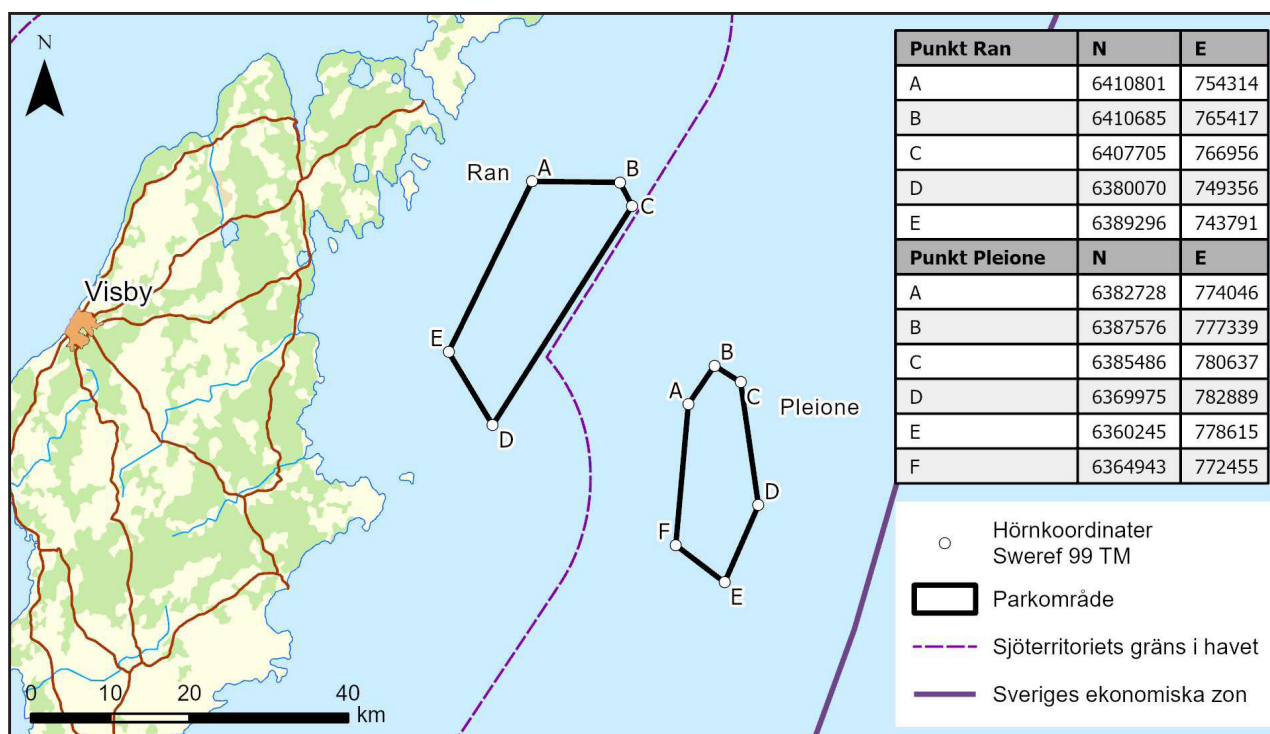 N
Ran
A
B
C
Visby
E
D
B
A
C
Pleione
D
F
E
0 10 20 40
km
Punkt Ran N E
A 6410801 754314
B 6410685 765417
C 6407705 766956
D 6380070 749356
E 6389296 743791
Punkt Pleione N E
A 6382728 774046
B 6387576 777339
C 6385486 780637
D 6369975 782889
E 6360245 778615
F 6364943 772455
Hörnkoordinater
Sweref 99 TM
Parkområde
Sjöterritoriets gräns i havet
Sveriges ekonomiska zon